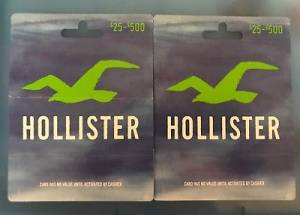 $25-$500
HOLLISTER
CARD HAS NO VALUE UNTIL ACTIVATED BY CASHIER
$25-$500
HOLLISTER
CARD HAS NO VALUE UNTIL ACTIVATED BY CASHIER